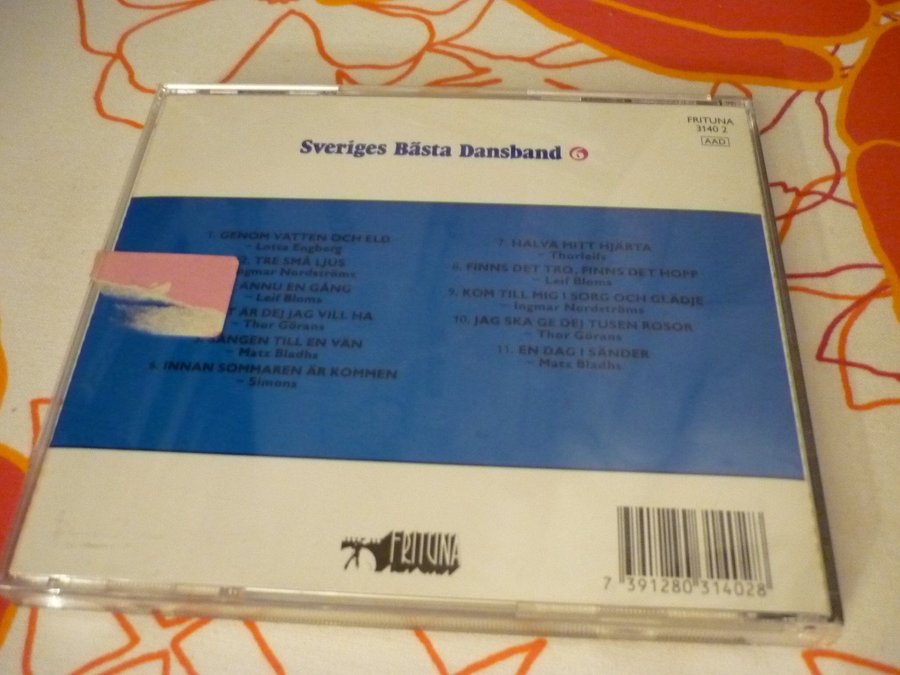 FRITUNA
3140 2
AAD
Sveriges Bästa Dansband 6
1. GENOM VATTEN OCH ELD
– Lotta Engberg
2. TRE SMÅ LJUS
Ingmar Nordströms
ÄNNU EN GÅNG
– Leif Bloms
T ÄR DEJ JAG VILL HA
– Thor Görans
SÅNGEN TILL EN VÄN
– Matz Bladhs
6. INNAN SOMMAREN ÄR KOMMEN
– Simons
7. HALVA MITT HJÄRTA
– Thorleifs
8. FINNS DET TRO, FINNS DET HOPP
– Leif Bloms
9. KOM TILL MIG I SORG OCH GLÄDJE
– Ingmar Nordströms
10. JAG SKA GE DEJ TUSEN ROSOR
– Thor Görans
11. EN DAG I SÄNDER
– Matz Bladhs
FRITUNA
7 391280 314028